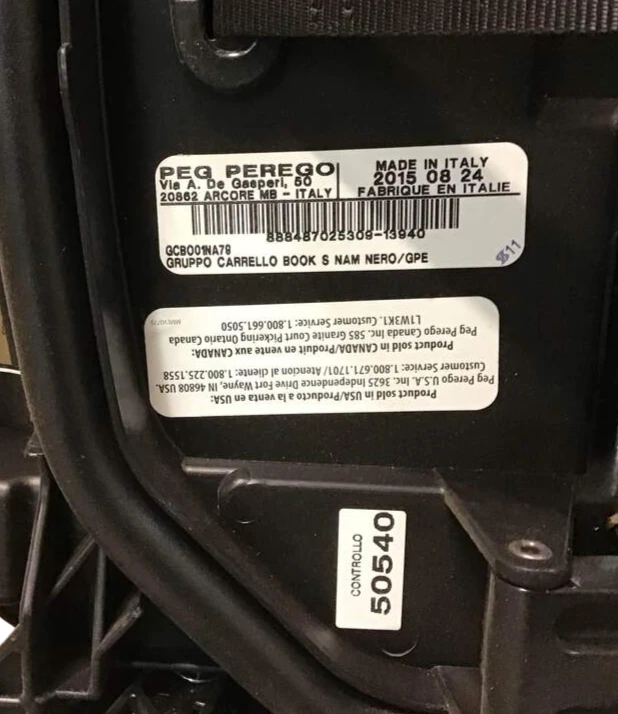 PEG PEREGO
Via A. De Gasperi, 50
20862 ARCORE MB - ITALY
MADE IN ITALY
2015 08 24
FABRIQUE EN ITALIE
888487025309-13940
GCBO01NA79
GRUPPO CARRELLO BOOK S NAM NERO/GPE
Product sold in USA/Producto a la venta en USA:
Peg Perego U.S.A. Inc. 3625 Independence Drive Fort Wayne, IN 46808 USA.
Customer Service: 1.800.671.1701/ Atencion al cliente: 1.800.225.1558
Product sold in CANADA/Produit en vente aux CANADA:
Peg Perego Canada Inc. 585 Granite Court Pickering Ontario Canada
L1W3K1. Customer Service: 1.800.661.5050
CONTROLLO
50540